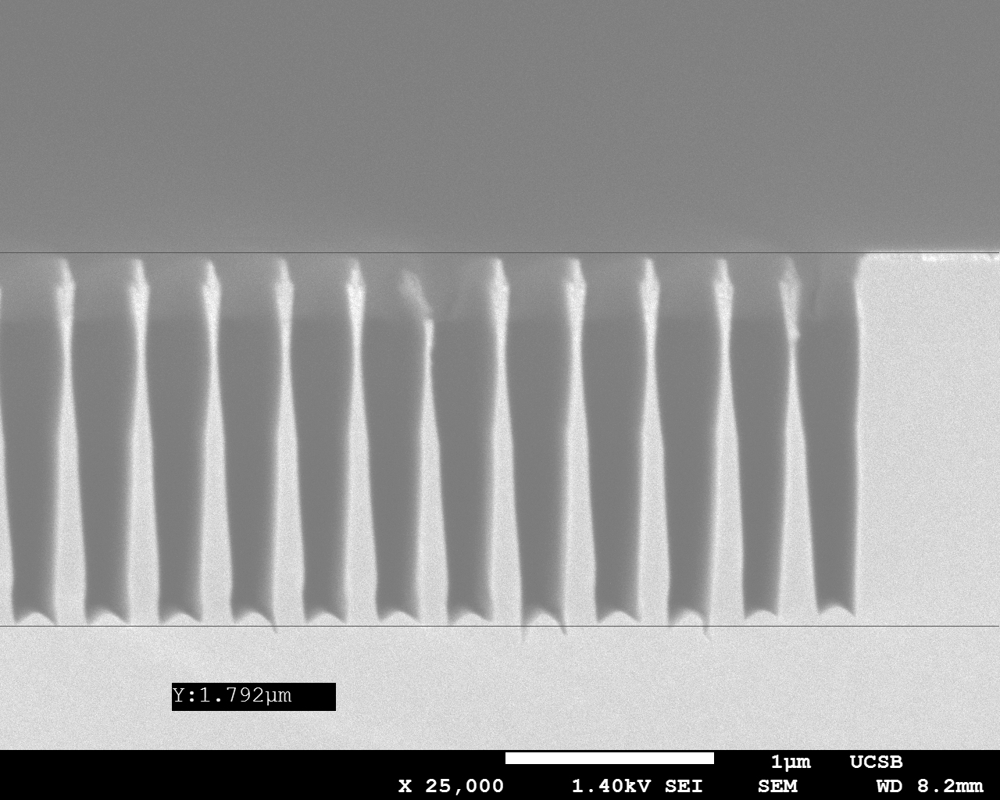 Y:1.792µm
1µm UCSB
X 25,000 1.40kV SEI SEM WD 8.2mm